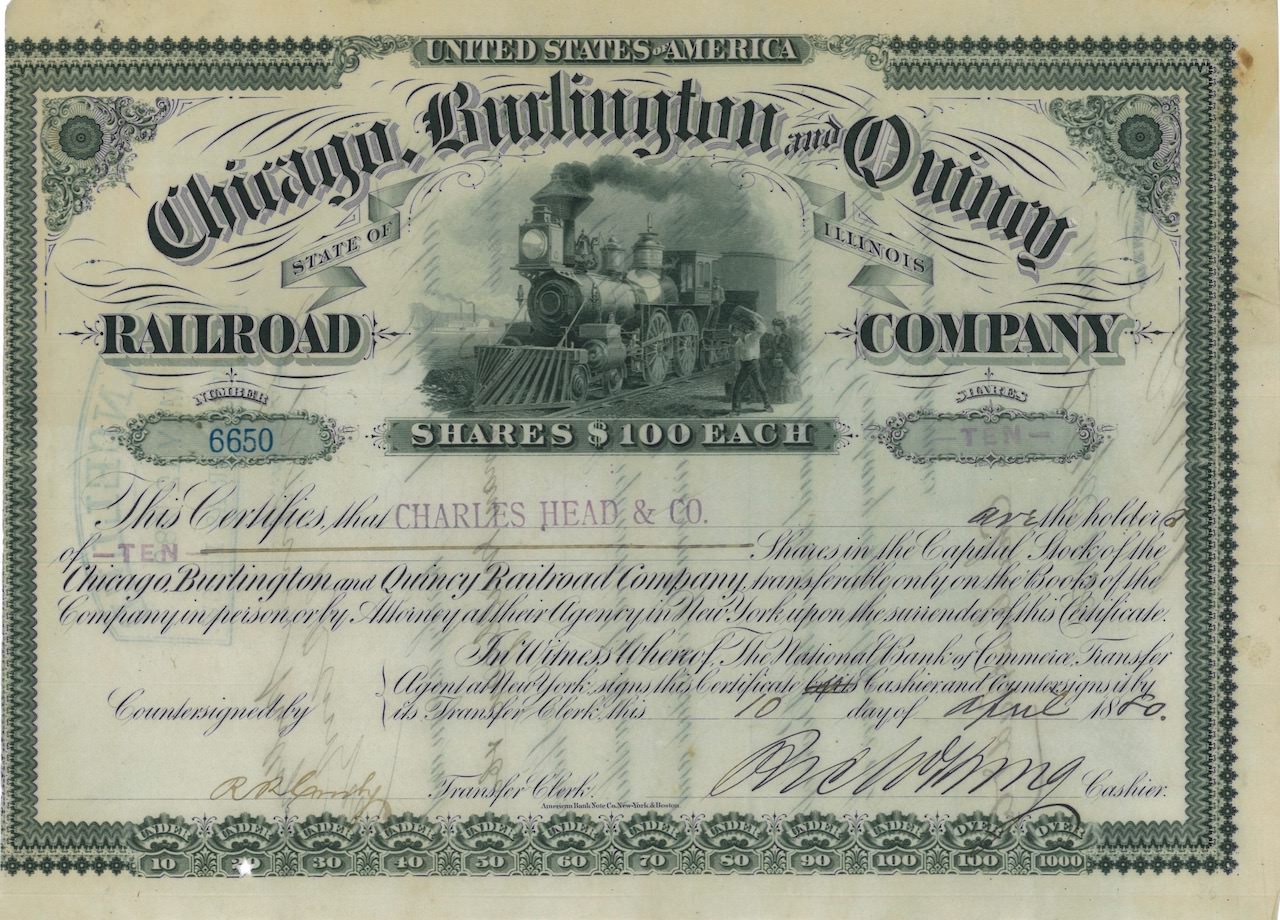 UNITED STATES OF AMERICA
Chicago, Burlington and Quincy
STATE OF ILLINOIS
RAILROAD COMPANY
NUMBER SHARES
6650 SHARES $100 EACH —TEN—
This Certifies, that CHARLES HEAD & CO. are the holders
of —TEN— Shares in the Capital Stock of the
Chicago, Burlington and Quincy Railroad Company, transferable only on the Books of the
Company in person, or by Attorney at their Agency in New York upon the surrender of this Certificate.
In Witness Whereof, The National Bank of Commerce, Transfer
Agent at New York, signs this Certificate Cashier and Countersigns it by
Countersigned by its Transfer Clerk, this 10 day of April 1880.
Transfer Clerk. Cashier.
American Bank Note Co. New-York & Boston
UNDER 10 UNDER 20 UNDER 30 UNDER 40 UNDER 50 UNDER 60 UNDER 70 UNDER 80 UNDER 90 UNDER 100 OVER 100 OVER 1000